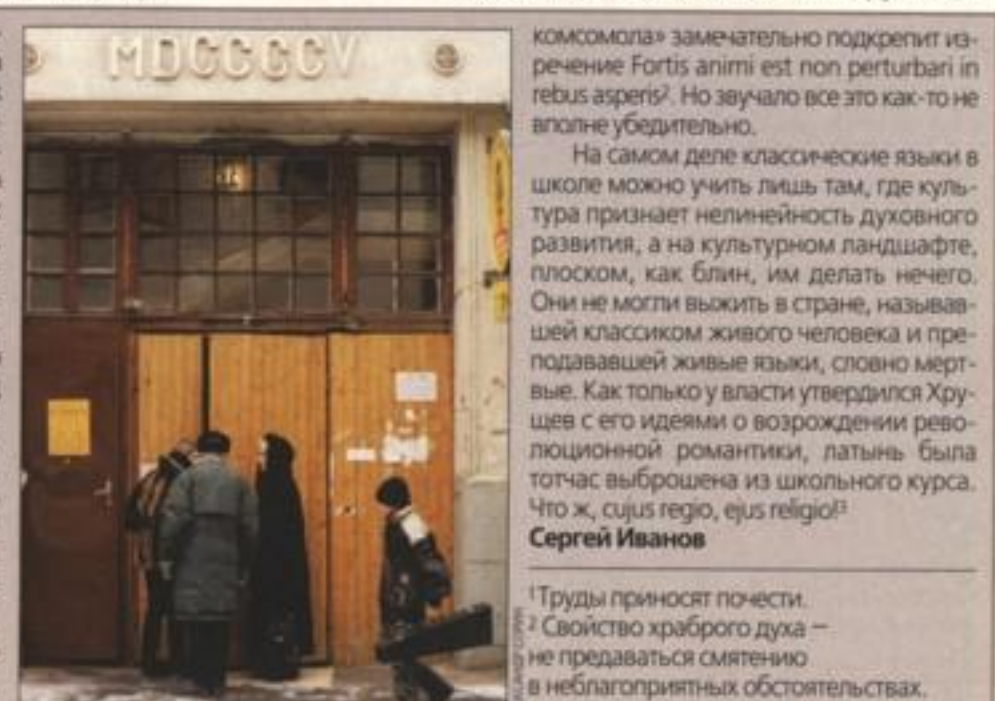 MDCCCCV
комсомола» замечательно подкрепит из-
речение Fortis animi est non perturbari in
rebus asperis². Но звучало все это как-то не
вполне убедительно.
На самом деле классические языки в
школе можно учить лишь там, где куль-
тура признает нелинейность духовного
развития, а на культурном ландшафте,
плоском, как блин, им делать нечего.
Они не могли выжить в стране, называв-
шей классиком живого человека и пре-
подававшей живые языки, словно мерт-
вые. Как только у власти утвердился Хру-
щев с его идеями о возрождении рево-
люционной романтики, латынь была
тотчас выброшена из школьного курса.
Что ж, cujus regio, ejus religio!³
Сергей Иванов
¹ Труды приносят почести.
² Свойство храброго духа —
не предаваться смятению
в неблагоприятных обстоятельствах.